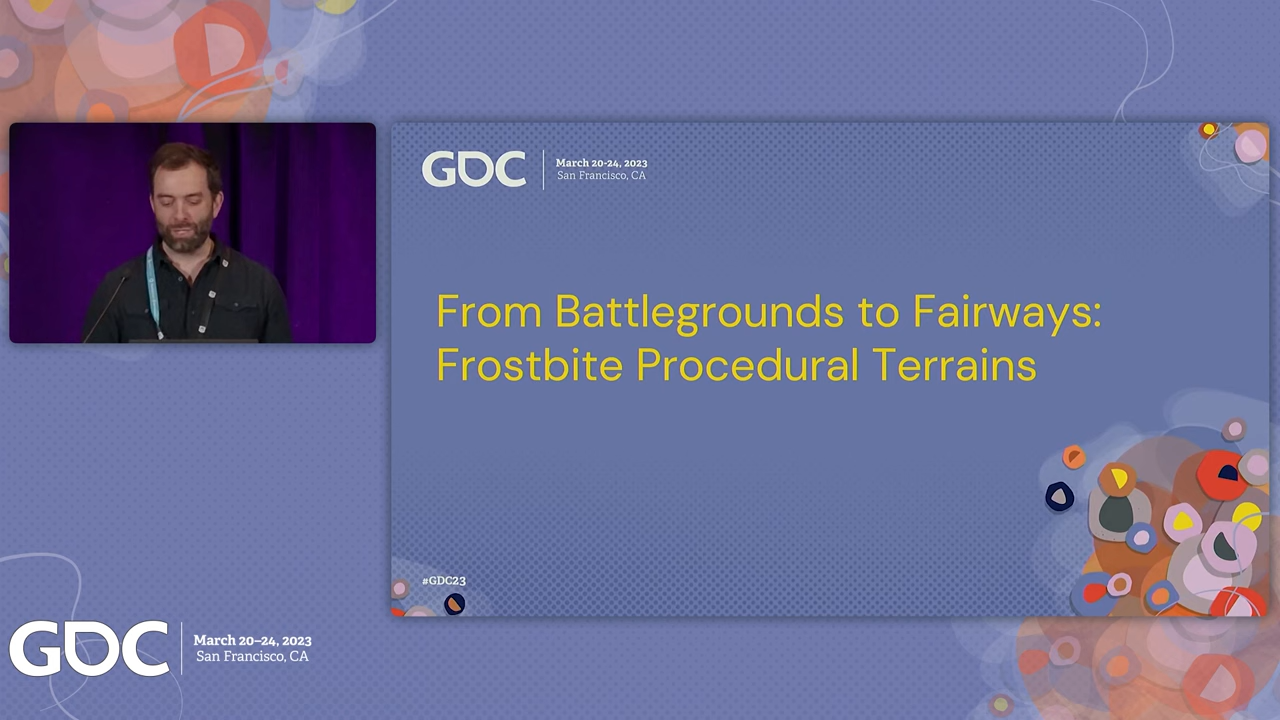 GDC
March 20-24, 2023
San Francisco, CA
From Battlegrounds to Fairways:
Frostbite Procedural Terrains
#GDC23
GDC
March 20–24, 2023
San Francisco, CA